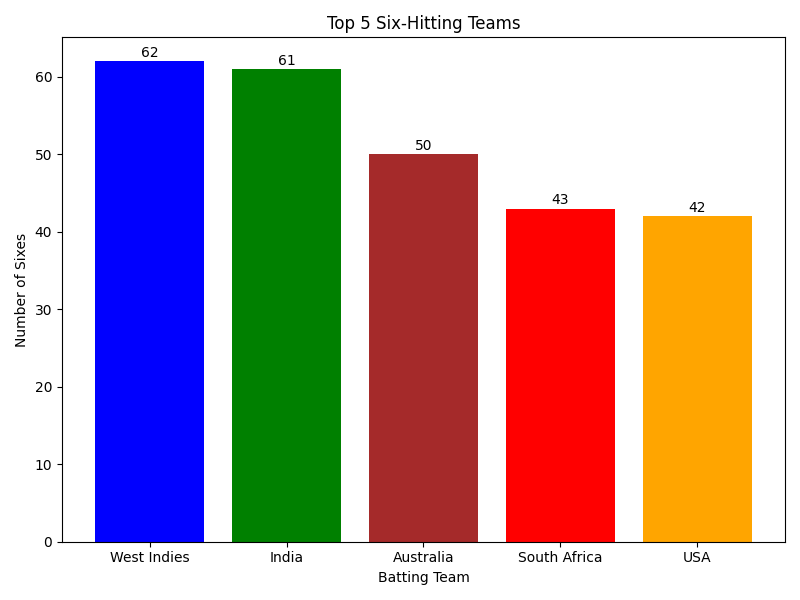 Top 5 Six-Hitting Teams
62
61
50
43
42
Number of Sixes
60
50
40
30
20
10
0
West Indies
India
Australia
South Africa
USA
Batting Team